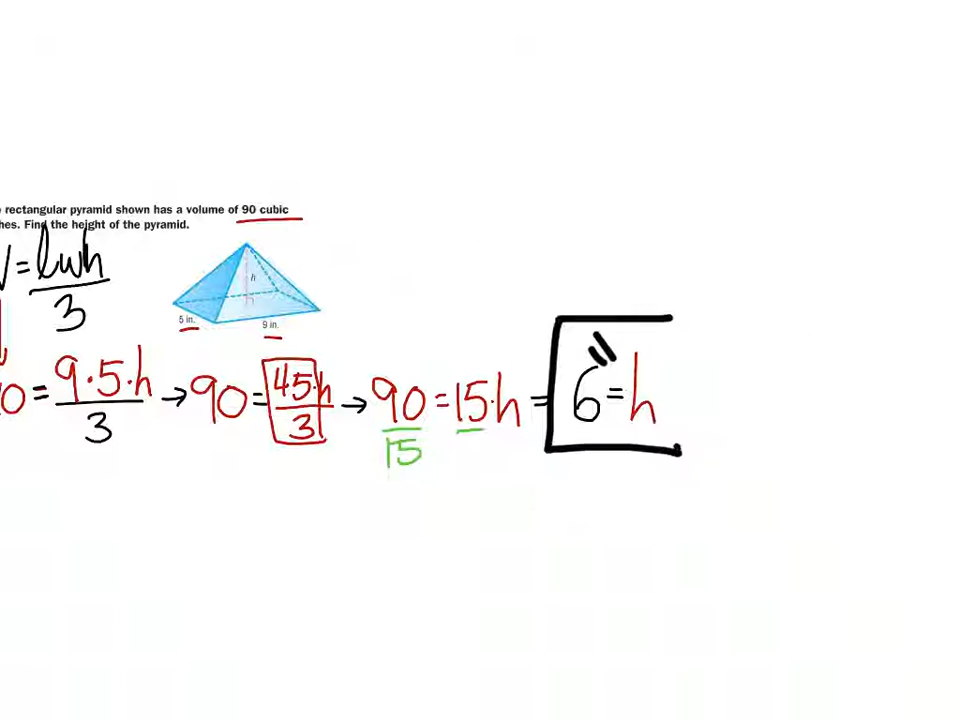 rectangular pyramid shown has a volume of 90 cubic
hes. Find the height of the pyramid.
V = lwh
3
h
5 in.
9 in.
0 = 9·5·h
3
→ 90 = 45·h
3
→ 90 = 15·h
15
= 6" = h